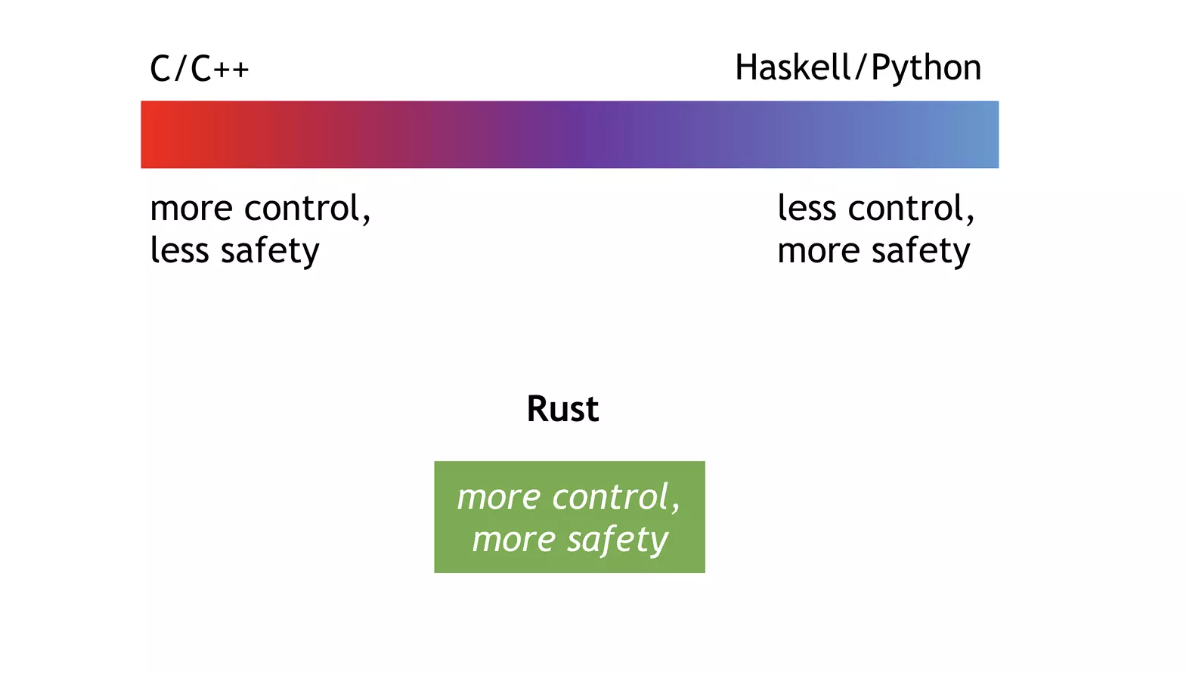 C/C++
Haskell/Python
more control,
less safety
less control,
more safety
Rust
more control,
more safety